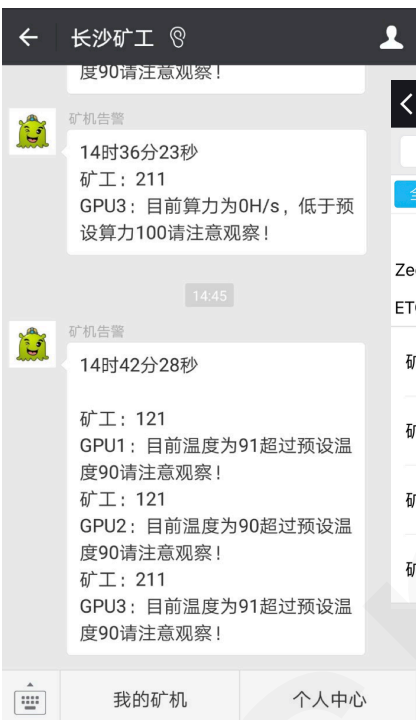 长沙矿工
度90请注意观察！
矿机告警
14时36分23秒
矿工：211
GPU3：目前算力为0H/s，低于预
设算力100请注意观察！
14:45
矿机告警
14时42分28秒
矿工：121
GPU1：目前温度为91超过预设温
度90请注意观察！
矿工：121
GPU2：目前温度为90超过预设温
度90请注意观察！
矿工：211
GPU3：目前温度为91超过预设温
度90请注意观察！
我的矿机
个人中心
Ze
ET
矿
矿
矿
矿